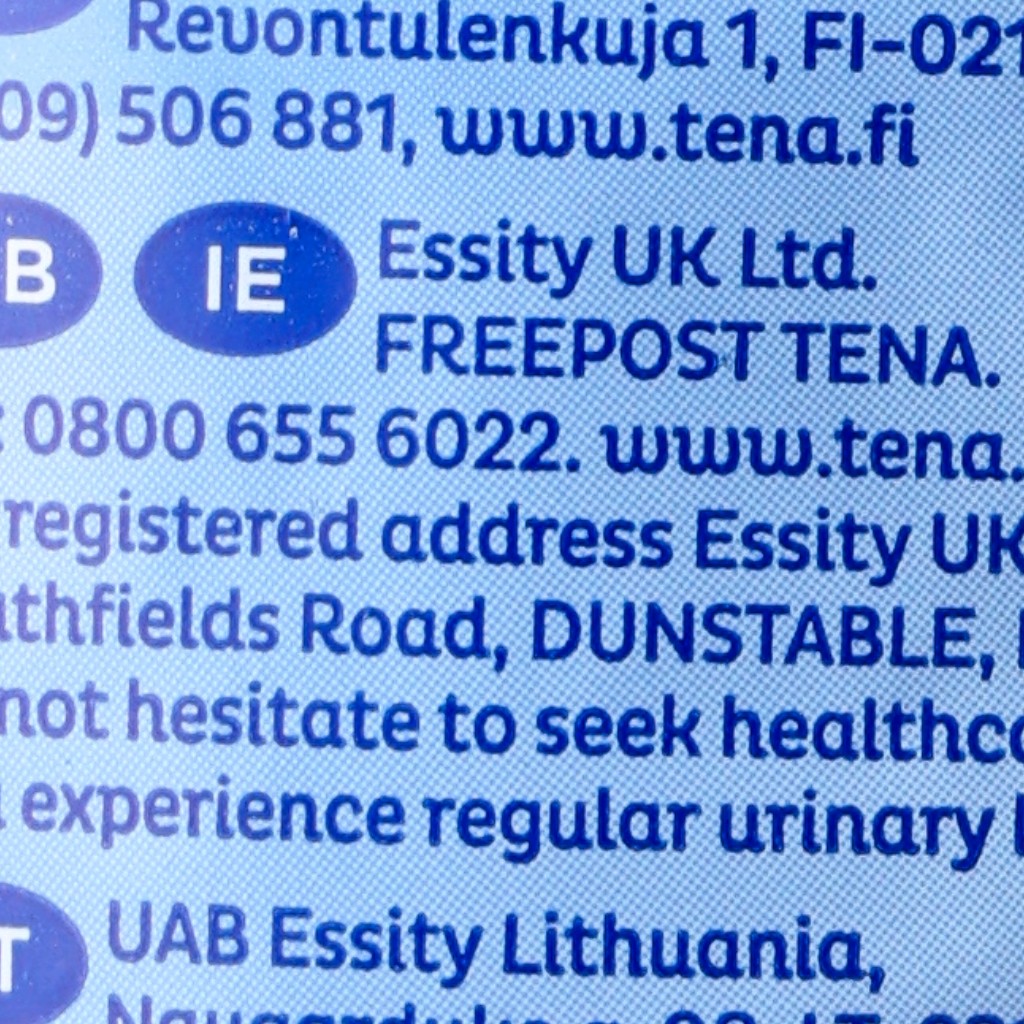 Revontulenkuja 1, FI-021
09) 506 881, www.tena.fi
B IE Essity UK Ltd.
FREEPOST TENA.
: 0800 655 6022. www.tena.
registered address Essity UK
thfields Road, DUNSTABLE,
not hesitate to seek healthca
experience regular urinary
T UAB Essity Lithuania,